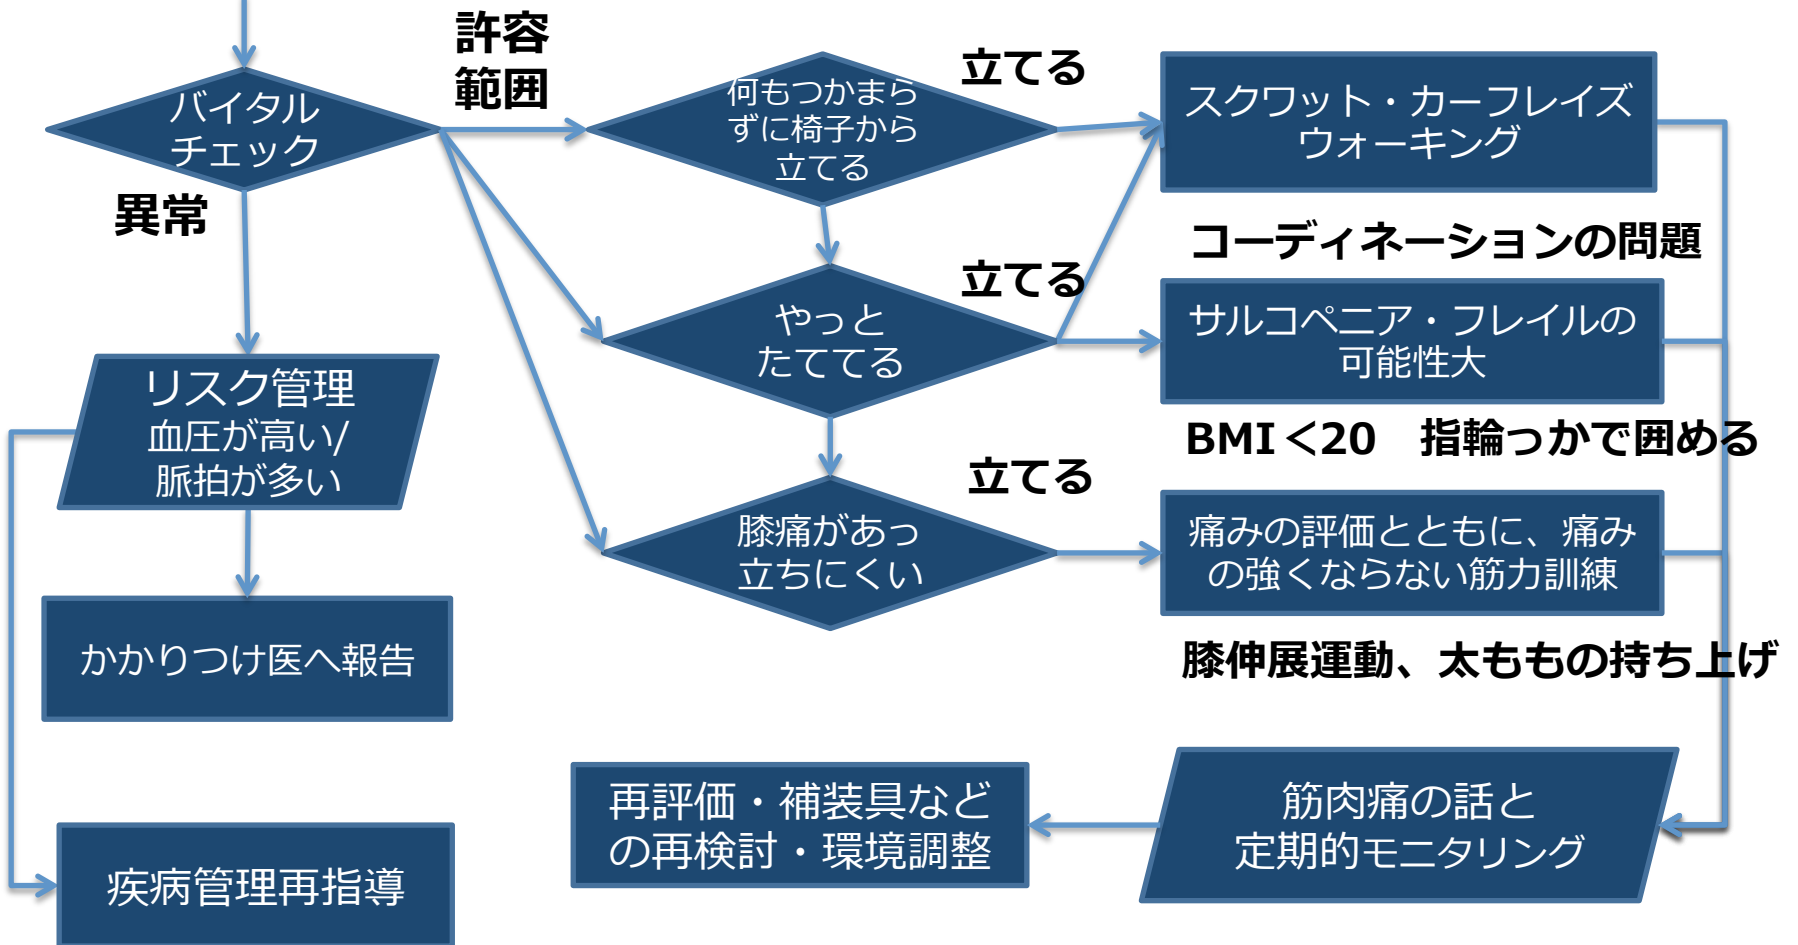 許容
範囲
バイタル
チェック
異常
何もつかまら
ずに椅子から
立てる
立てる
スクワット・カーフレイズ
ウォーキング
コーディネーションの問題
やっと
たててる
立てる
サルコペニア・フレイルの
可能性大
BMI<20 指輪っかで囲める
リスク管理
血圧が高い/
脈拍が多い
膝痛があっ
立ちにくい
立てる
痛みの評価とともに、痛み
の強くならない筋力訓練
膝伸展運動、太ももの持ち上げ
かかりつけ医へ報告
疾病管理再指導
再評価・補装具など
の再検討・環境調整
筋肉痛の話と
定期的モニタリング